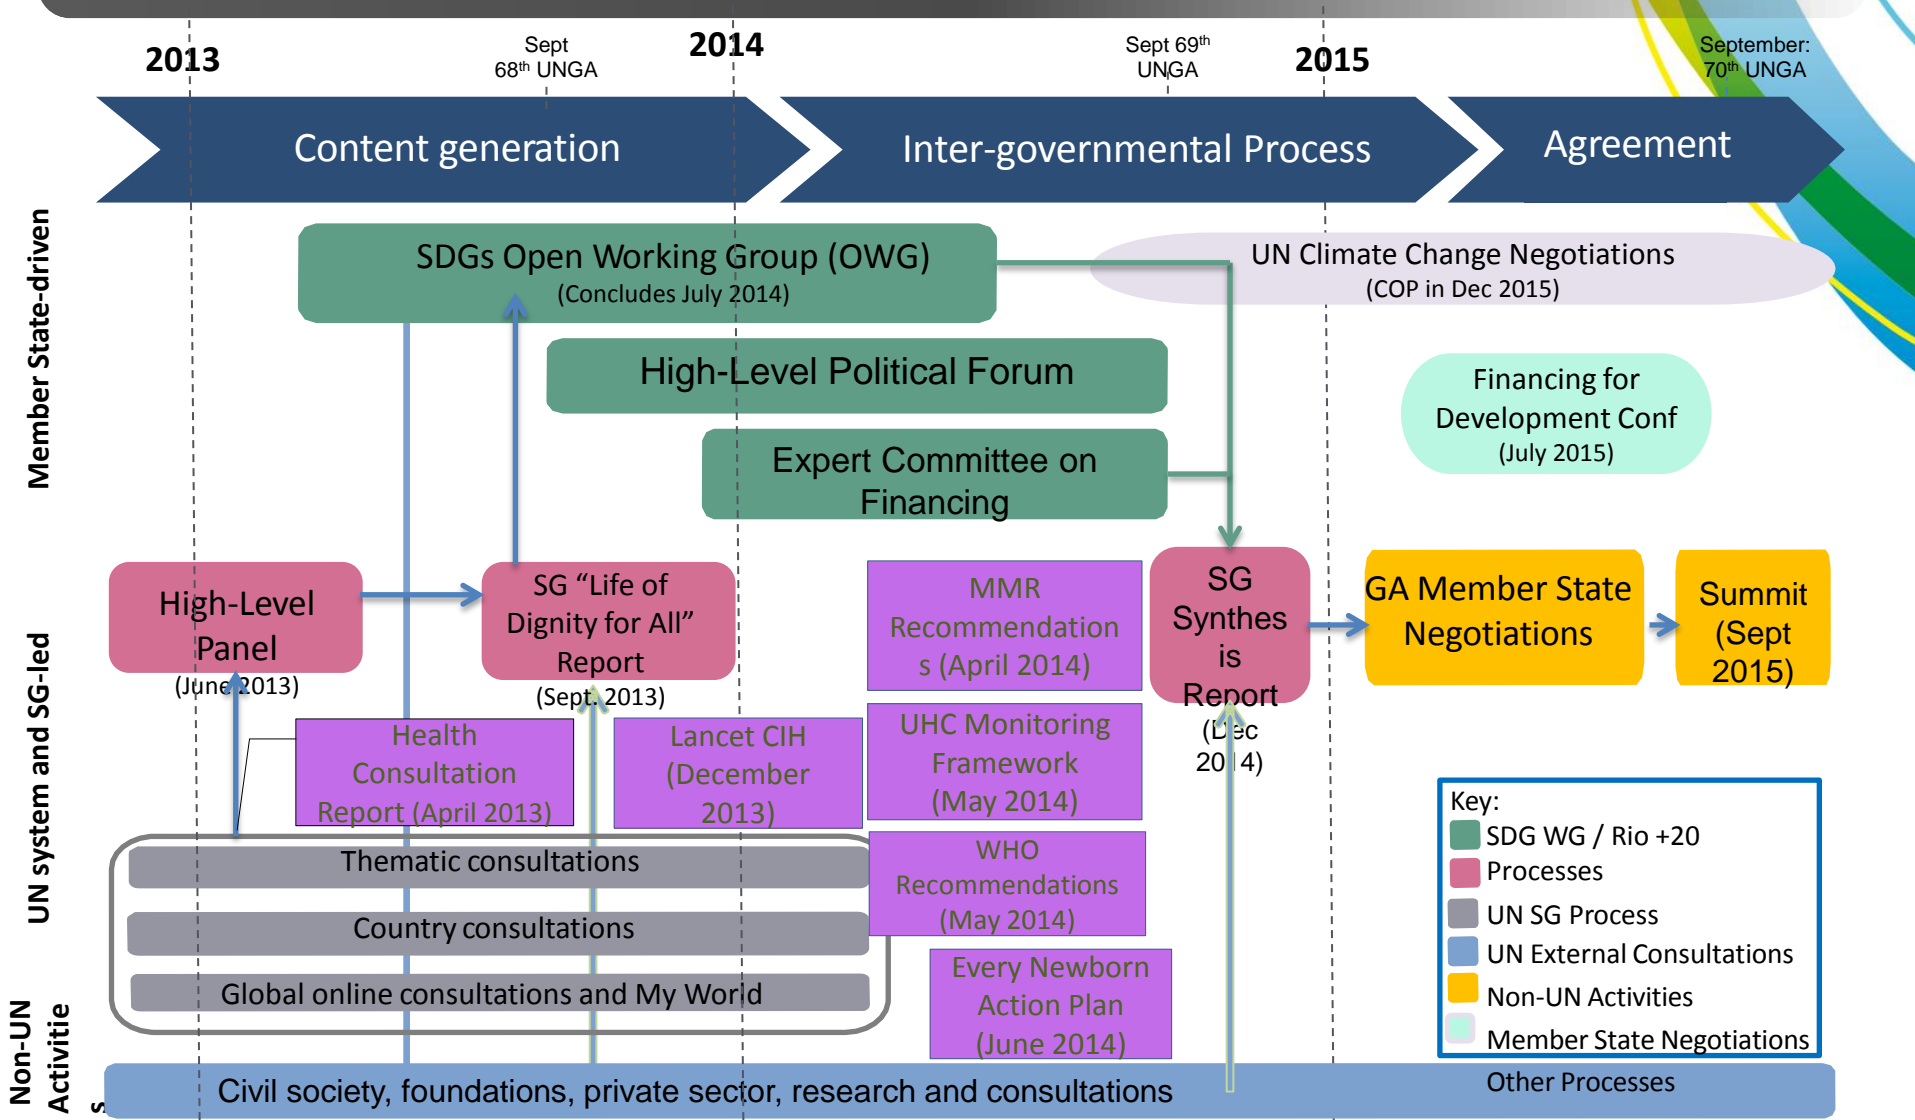 2013
Sept
68th UNGA
2014
Sept 69th
UNGA
2015
September:
70th UNGA
Content generation
Inter-governmental Process
Agreement
Member State-driven
SDGs Open Working Group (OWG)
(Concludes July 2014)
UN Climate Change Negotiations
(COP in Dec 2015)
High-Level Political Forum
Financing for
Development Conf
(July 2015)
Expert Committee on
Financing
UN system and SG-led
High-Level
Panel
(June 2013)
SG “Life of
Dignity for All”
Report
(Sept. 2013)
MMR
Recommendation
s (April 2014)
SG
Synthes
is
Report
(Dec
2014)
GA Member State
Negotiations
Summit
(Sept
2015)
Health
Consultation
Report (April 2013)
Lancet CIH
(December
2013)
UHC Monitoring
Framework
(May 2014)
Thematic consultations
Country consultations
Global online consultations and My World
WHO
Recommendations
(May 2014)
Every Newborn
Action Plan
(June 2014)
Key:
SDG WG / Rio +20
Processes
UN SG Process
UN External Consultations
Non-UN Activities
Member State Negotiations
Other Processes
Non-UN
Activitie
s
Civil society, foundations, private sector, research and consultations